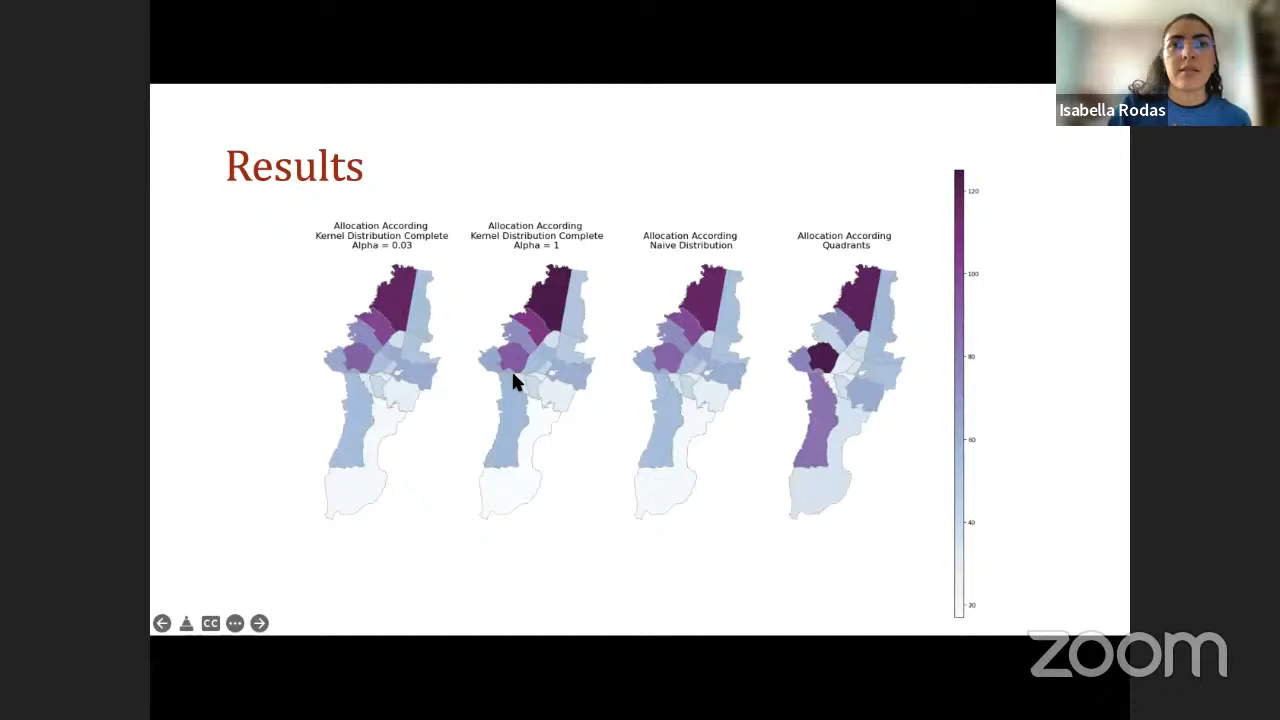 Isabella Rodas
Results
Allocation According
Kernel Distribution Complete
Alpha = 0.03
Allocation According
Kernel Distribution Complete
Alpha = 1
Allocation According
Naive Distribution
Allocation According
Quadrants
120
100
80
60
40
20
CC
zoom